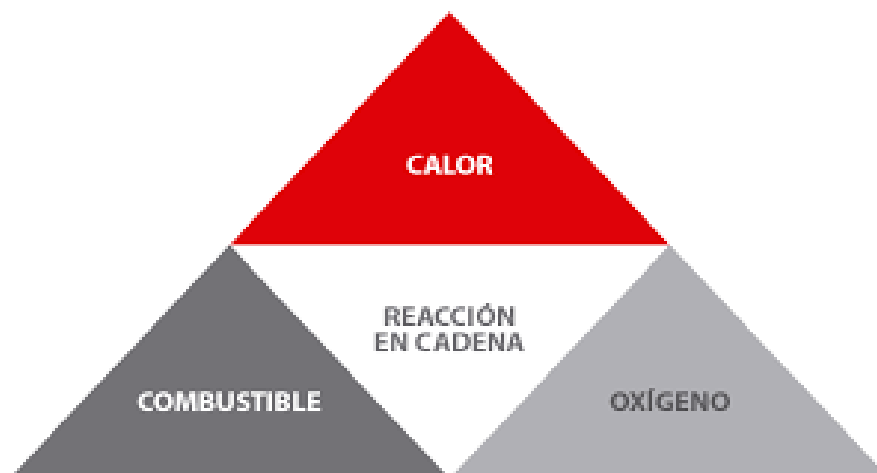 CALOR
REACCIÓN
EN CADENA
COMBUSTIBLE
OXÍGENO